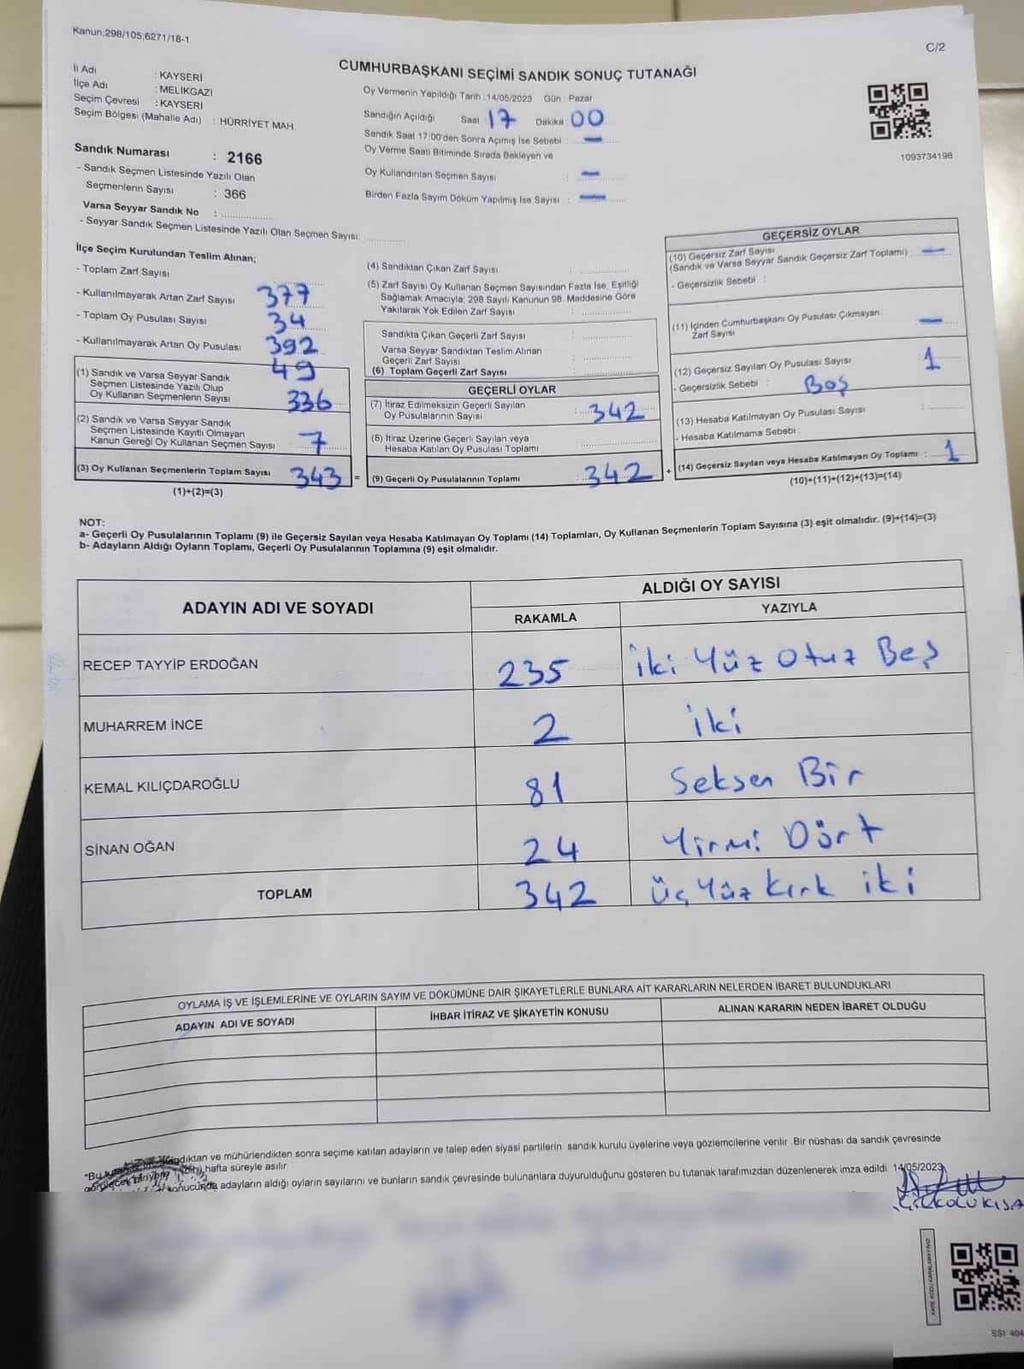 Kanun;298/105;6271/18-1
C/2
CUMHURBAŞKANI SEÇİMİ SANDIK SONUÇ TUTANAĞI
İl Adı : KAYSERİ
İlçe Adı : MELİKGAZİ
Seçim Çevresi : KAYSERİ
Seçim Bölgesi (Mahalle Adı) : HÜRRİYET MAH.
Sandık Numarası : 2166
- Sandık Seçmen Listesinde Yazılı Olan
Seçmenlerin Sayısı : 366
Varsa Seyyar Sandık No :
- Seyyar Sandık Seçmen Listesinde Yazılı Olan Seçmen Sayısı:
Oy Vermenin Yapıldığı Tarih :14/05/2023 Gün : Pazar
Sandığın Açıldığı Saat 17 Dakika 00
Sandık Saat 17:00'den Sonra Açımış İse Sebebi : —
Oy Verme Saati Bitiminde Sırada Bekleyen ve
Oy Kullandırılan Seçmen Sayısı : —
Birden Fazla Sayım Döküm Yapılmış İse Sayısı : —
1093734196
İlçe Seçim Kurulundan Teslim Alınan;
- Toplam Zarf Sayısı 377
- Kullanılmayarak Artan Zarf Sayısı 34
- Toplam Oy Pusulası Sayısı 392
- Kullanılmayarak Artan Oy Pusulası 49
(1) Sandık ve Varsa Seyyar Sandık
Seçmen Listesinde Yazılı Olup
Oy Kullanan Seçmenlerin Sayısı 336
(2) Sandık ve Varsa Seyyar Sandık
Seçmen Listesinde Kayıtlı Olmayan
Kanun Gereği Oy Kullanan Seçmen Sayısı 7
(3) Oy Kullanan Seçmenlerin Toplam Sayısı 343 =
(1)+(2)=(3)
(4) Sandıktan Çıkan Zarf Sayısı :
(5) Zarf Sayısı Oy Kullanan Seçmen Sayısından Fazla İse, Eşitliği
Sağlamak Amacıyla; 298 Sayılı Kanunun 98. Maddesine Göre
Yakılarak Yok Edilen Zarf Sayısı :
Sandıkta Çıkan Geçerli Zarf Sayısı :
Varsa Seyyar Sandıktan Teslim Alınan
Geçerli Zarf Sayısı :
(6) Toplam Geçerli Zarf Sayısı :
GEÇERLİ OYLAR
(7) İtiraz Edilmeksizin Geçerli Sayılan
Oy Pusulalarının Sayısı : 342
(8) İtiraz Üzerine Geçerli Sayılan veya
Hesaba Katılan Oy Pusulası Toplamı :
(9) Geçerli Oy Pusulalarının Toplamı : 342 +
GEÇERSİZ OYLAR
(10) Geçersiz Zarf Sayısı
(Sandık ve Varsa Seyyar Sandık Geçersiz Zarf Toplamı) : —
- Geçersizlik Sebebi :
(11) İçinden Cumhurbaşkanı Oy Pusulası Çıkmayan
Zarf Sayısı : —
(12) Geçersiz Sayılan Oy Pusulası Sayısı : 1
- Geçersizlik Sebebi : Boş
(13) Hesaba Katılmayan Oy Pusulası Sayısı :
- Hesaba Katılmama Sebebi :
(14) Geçersiz Sayılan veya Hesaba Katılmayan Oy Toplamı : 1
(10)+(11)+(12)+(13)=(14)
NOT:
a- Geçerli Oy Pusulalarının Toplamı (9) ile Geçersiz Sayılan veya Hesaba Katılmayan Oy Toplamı (14) Toplamları, Oy Kullanan Seçmenlerin Toplam Sayısına (3) eşit olmalıdır. (9)+(14)=(3)
b- Adayların Aldığı Oyların Toplamı, Geçerli Oy Pusulalarının Toplamına (9) eşit olmalıdır.
ADAYIN ADI VE SOYADI ALDIĞI OY SAYISI
RAKAMLA YAZIYLA
RECEP TAYYİP ERDOĞAN 235 iki Yüz Otuz Beş
MUHARREM İNCE 2 iki
KEMAL KILIÇDAROĞLU 81 Seksen Bir
SİNAN OĞAN 24 Yirmi Dört
TOPLAM 342 üç Yüz Kırk iki
OYLAMA İŞ VE İŞLEMLERİNE VE OYLARIN SAYIM VE DÖKÜMÜNE DAİR ŞİKAYETLERLE BUNLARA AİT KARARLARIN NELERDEN İBARET BULUNDUKLARI
ADAYIN ADI VE SOYADI İHBAR İTİRAZ VE ŞİKAYETİN KONUSU ALINAN KARARIN NEDEN İBARET OLDUĞU
mühürlendikten sonra seçime katılan adayların ve talep eden siyasi partilerin sandık kurulu üyelerine veya gözlemcilerine verilir .Bir nüshası da sandık çevresinde
hafta süreyle asılır
adayların aldığı oyların sayılarını ve bunların sandık çevresinde bulunanlara duyurulduğunu gösteren bu tutanak tarafımızdan düzenlenerek imza edildi. 14/05/2023
SSI 404